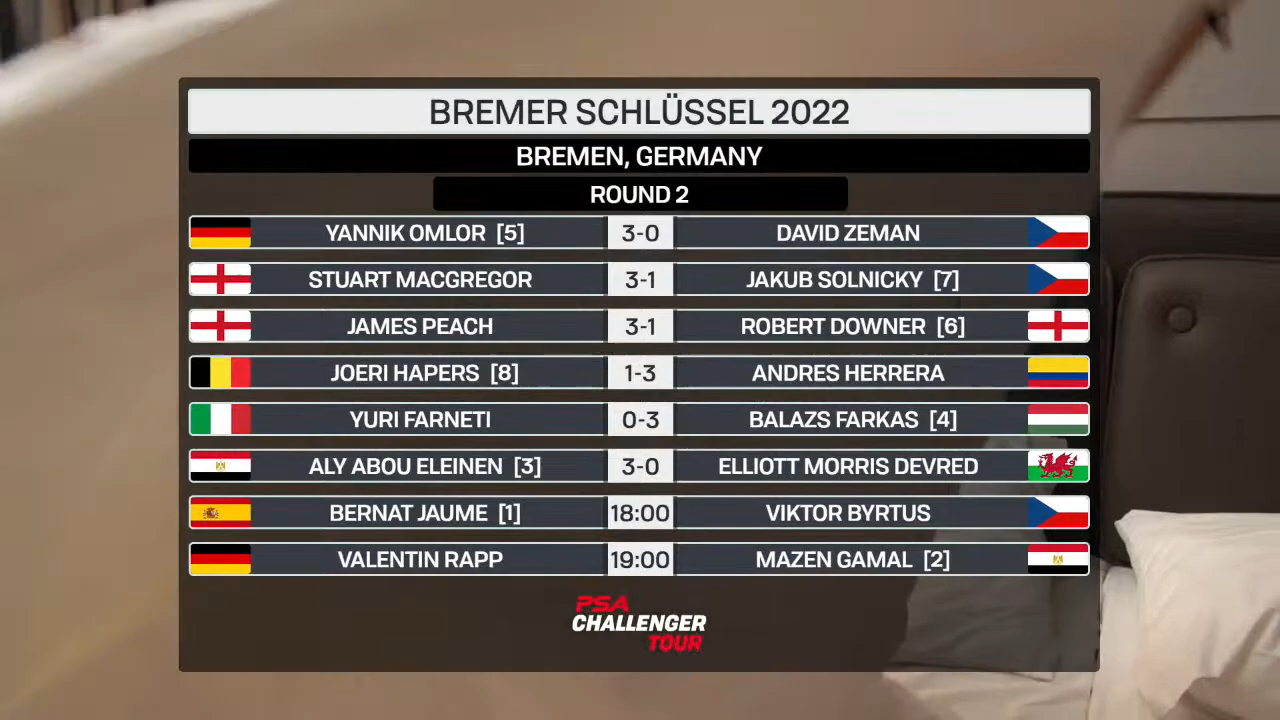 BREMER SCHLÜSSEL 2022
BREMEN, GERMANY
ROUND 2
YANNIK OMLOR [5] 3-0 DAVID ZEMAN
STUART MACGREGOR 3-1 JAKUB SOLNICKY [7]
JAMES PEACH 3-1 ROBERT DOWNER [6]
JOERI HAPERS [8] 1-3 ANDRES HERRERA
YURI FARNETI 0-3 BALAZS FARKAS [4]
ALY ABOU ELEINEN [3] 3-0 ELLIOTT MORRIS DEVRED
BERNAT JAUME [1] 18:00 VIKTOR BYRTUS
VALENTIN RAPP 19:00 MAZEN GAMAL [2]
PSA
CHALLENGER
TOUR